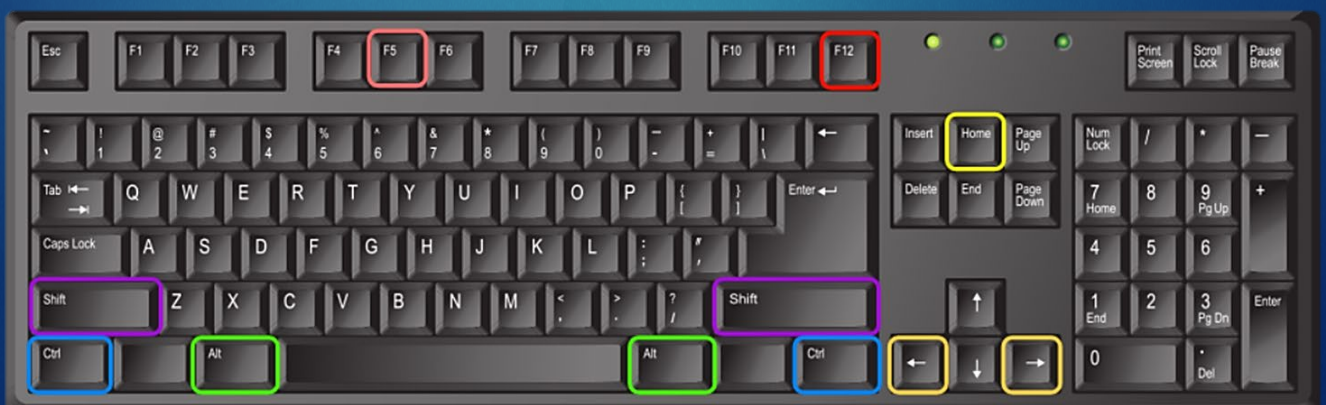 Esc F1 F2 F3 F4 F5 F6 F7 F8 F9 F10 F11 F12 Print Screen Scroll Lock Pause Break
~ ! @ # $ % ^ & * ( ) — + | ← Insert Home Page Up Num Lock / * —
` 1 2 3 4 5 6 7 8 9 0 - = \
Tab Q W E R T Y U I O P { [ } ] Enter Delete End Page Down 7 Home 8 9 Pg Up +
Caps Lock A S D F G H J K L : ; " ' 4 5 6
Shift Z X C V B N M < , > . ? / Shift ↑ 1 End 2 3 Pg Dn Enter
Ctrl Alt Alt Ctrl ← ↓ → 0 . Del